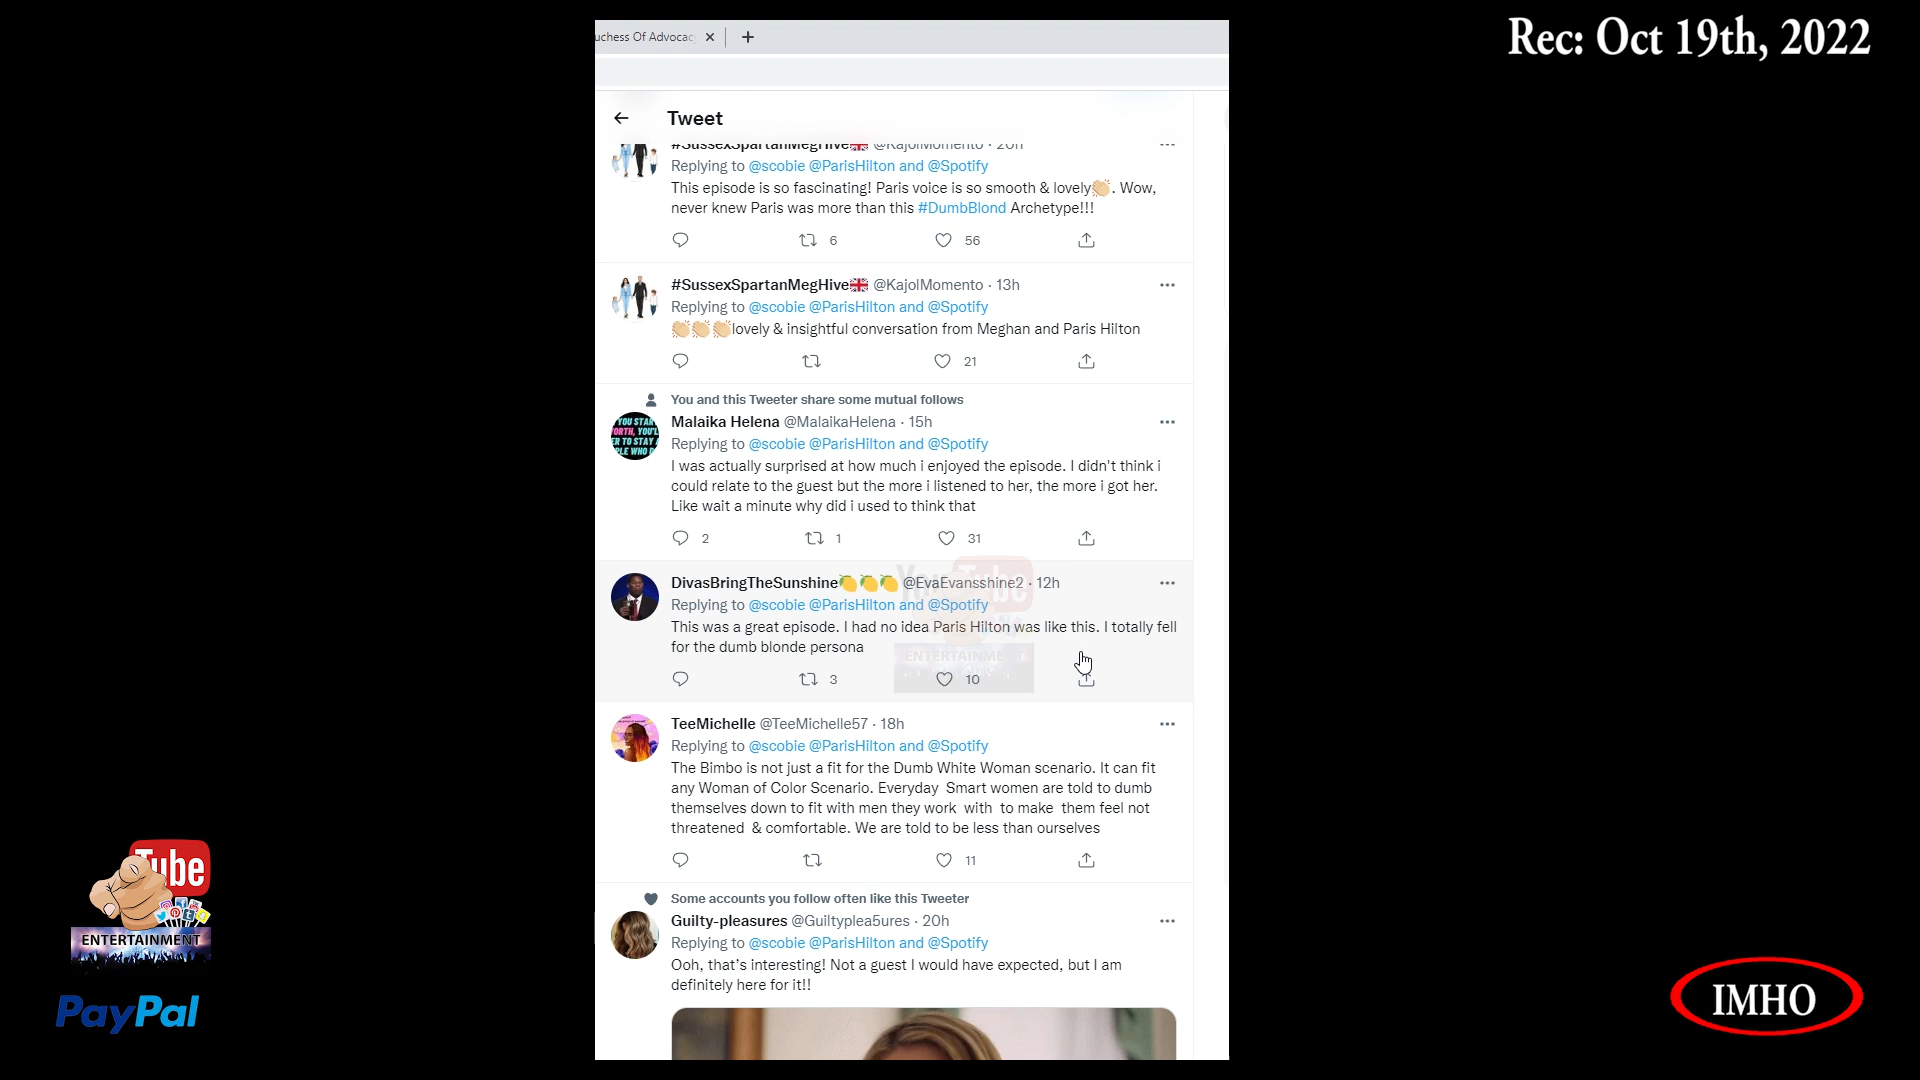 Rec: Oct 19th, 2022
uchess Of Advocac
Tweet
#SussexSpartanMegHive🇬🇧 @KajolMomento · 20h
Replying to @scobie @ParisHilton and @Spotify
This episode is so fascinating! Paris voice is so smooth & lovely👏🏼. Wow,
never knew Paris was more than this #DumbBlond Archetype!!!
6 56
#SussexSpartanMegHive🇬🇧 @KajolMomento · 13h
Replying to @scobie @ParisHilton and @Spotify
👏🏼👏🏼👏🏼lovely & insightful conversation from Meghan and Paris Hilton
21
You and this Tweeter share some mutual follows
Malaika Helena @MalaikaHelena · 15h
Replying to @scobie @ParisHilton and @Spotify
I was actually surprised at how much i enjoyed the episode. I didn't think i
could relate to the guest but the more i listened to her, the more i got her.
Like wait a minute why did i used to think that
2 1 31
DivasBringTheSunshine🍋🍋🍋 @EvaEvansshine2 · 12h
Replying to @scobie @ParisHilton and @Spotify
This was a great episode. I had no idea Paris Hilton was like this. I totally fell
for the dumb blonde persona
3 10
YouTube
ENTERTAINMENT
TeeMichelle @TeeMichelle57 · 18h
Replying to @scobie @ParisHilton and @Spotify
The Bimbo is not just a fit for the Dumb White Woman scenario. It can fit
any Woman of Color Scenario. Everyday Smart women are told to dumb
themselves down to fit with men they work with to make them feel not
threatened & comfortable. We are told to be less than ourselves
11
Some accounts you follow often like this Tweeter
Guilty-pleasures @Guiltyplea5ures · 20h
Replying to @scobie @ParisHilton and @Spotify
Ooh, that's interesting! Not a guest I would have expected, but I am
definitely here for it!!
Tube
ENTERTAINMENT
PayPal
IMHO